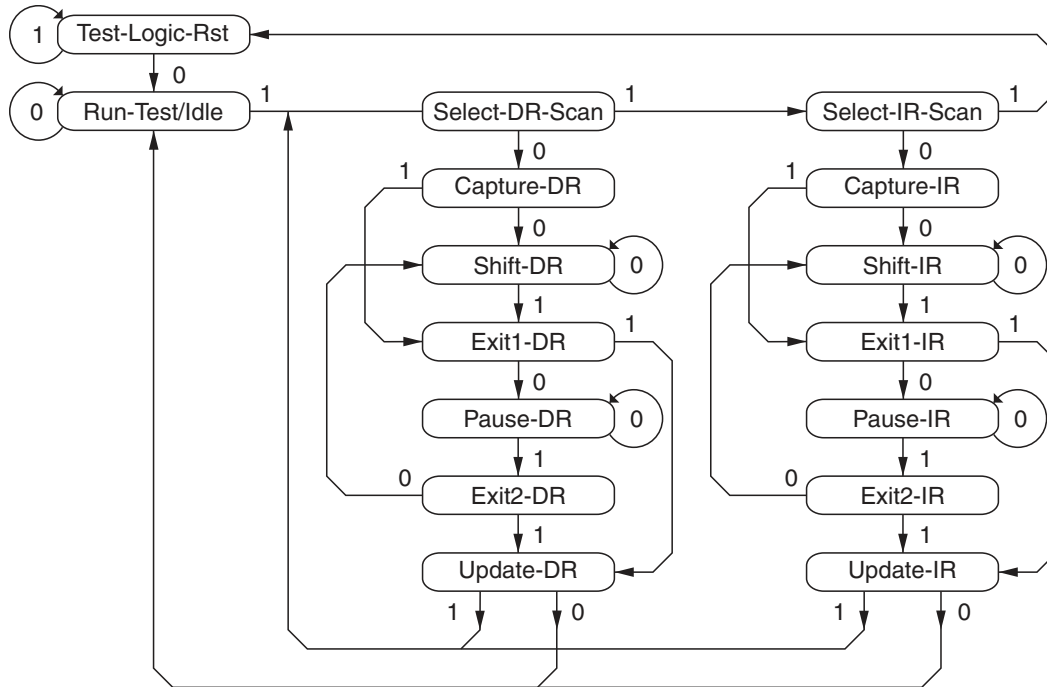 1 Test-Logic-Rst
0
0 Run-Test/Idle 1 Select-DR-Scan 1 Select-IR-Scan 1
0 0
1 Capture-DR 1 Capture-IR
0 0
Shift-DR 0 Shift-IR 0
1 1
Exit1-DR 1 Exit1-IR 1
0 0
Pause-DR 0 Pause-IR 0
1 1
0 Exit2-DR 0 Exit2-IR
1 1
Update-DR Update-IR
1 0 1 0